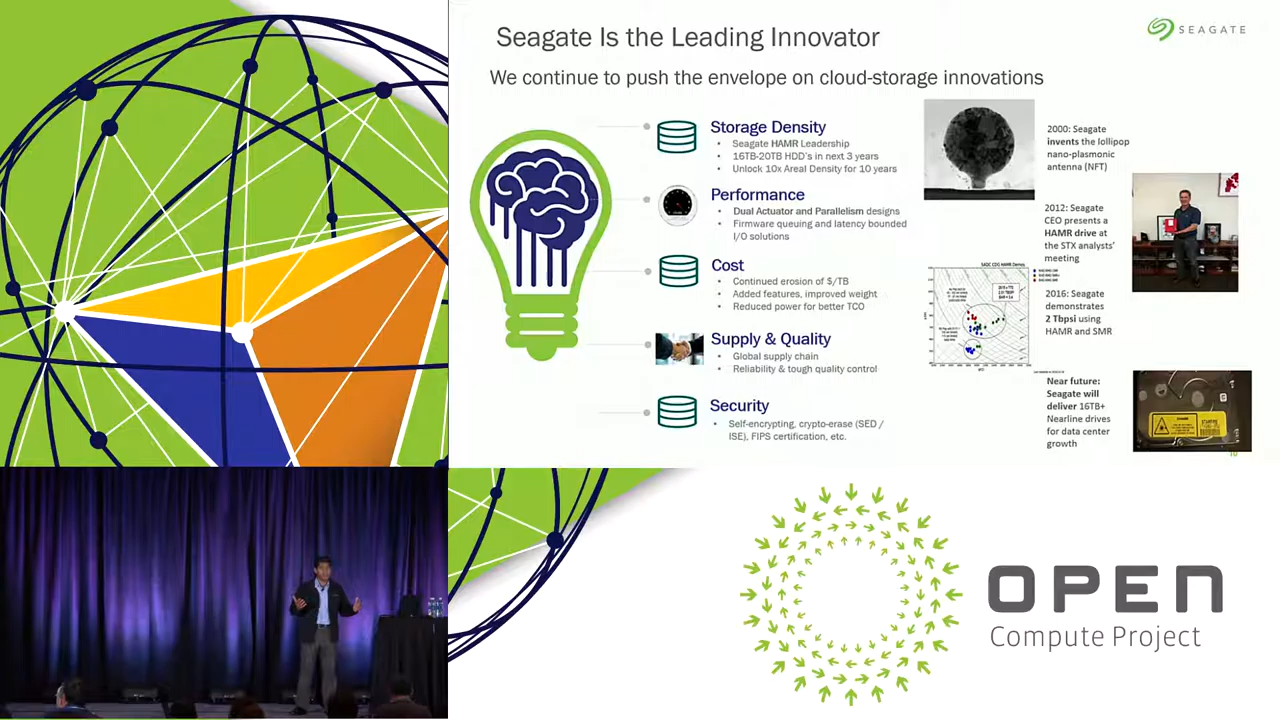 Seagate Is the Leading Innovator
SEAGATE
We continue to push the envelope on cloud-storage innovations
Storage Density
• Seagate HAMR Leadership
• 16TB-20TB HDD's in next 3 years
• Unlock 10x Areal Density for 10 years
Performance
• Dual Actuator and Parallelism designs
• Firmware queuing and latency bounded
I/O solutions
Cost
• Continued erosion of $/TB
• Added features, improved weight
• Reduced power for better TCO
Supply & Quality
• Global supply chain
• Reliability & tough quality control
Security
• Self-encrypting, crypto-erase (SED /
ISE), FIPS certification, etc.
2000: Seagate
invents the lollipop
nano-plasmonic
antenna (NFT)
2012: Seagate
CEO presents a
HAMR drive at
the STX analysts'
meeting
2016: Seagate
demonstrates
2 Tbpsi using
HAMR and SMR
Near future:
Seagate will
deliver 16TB+
Nearline drives
for data center
growth
10
OPEN
Compute Project